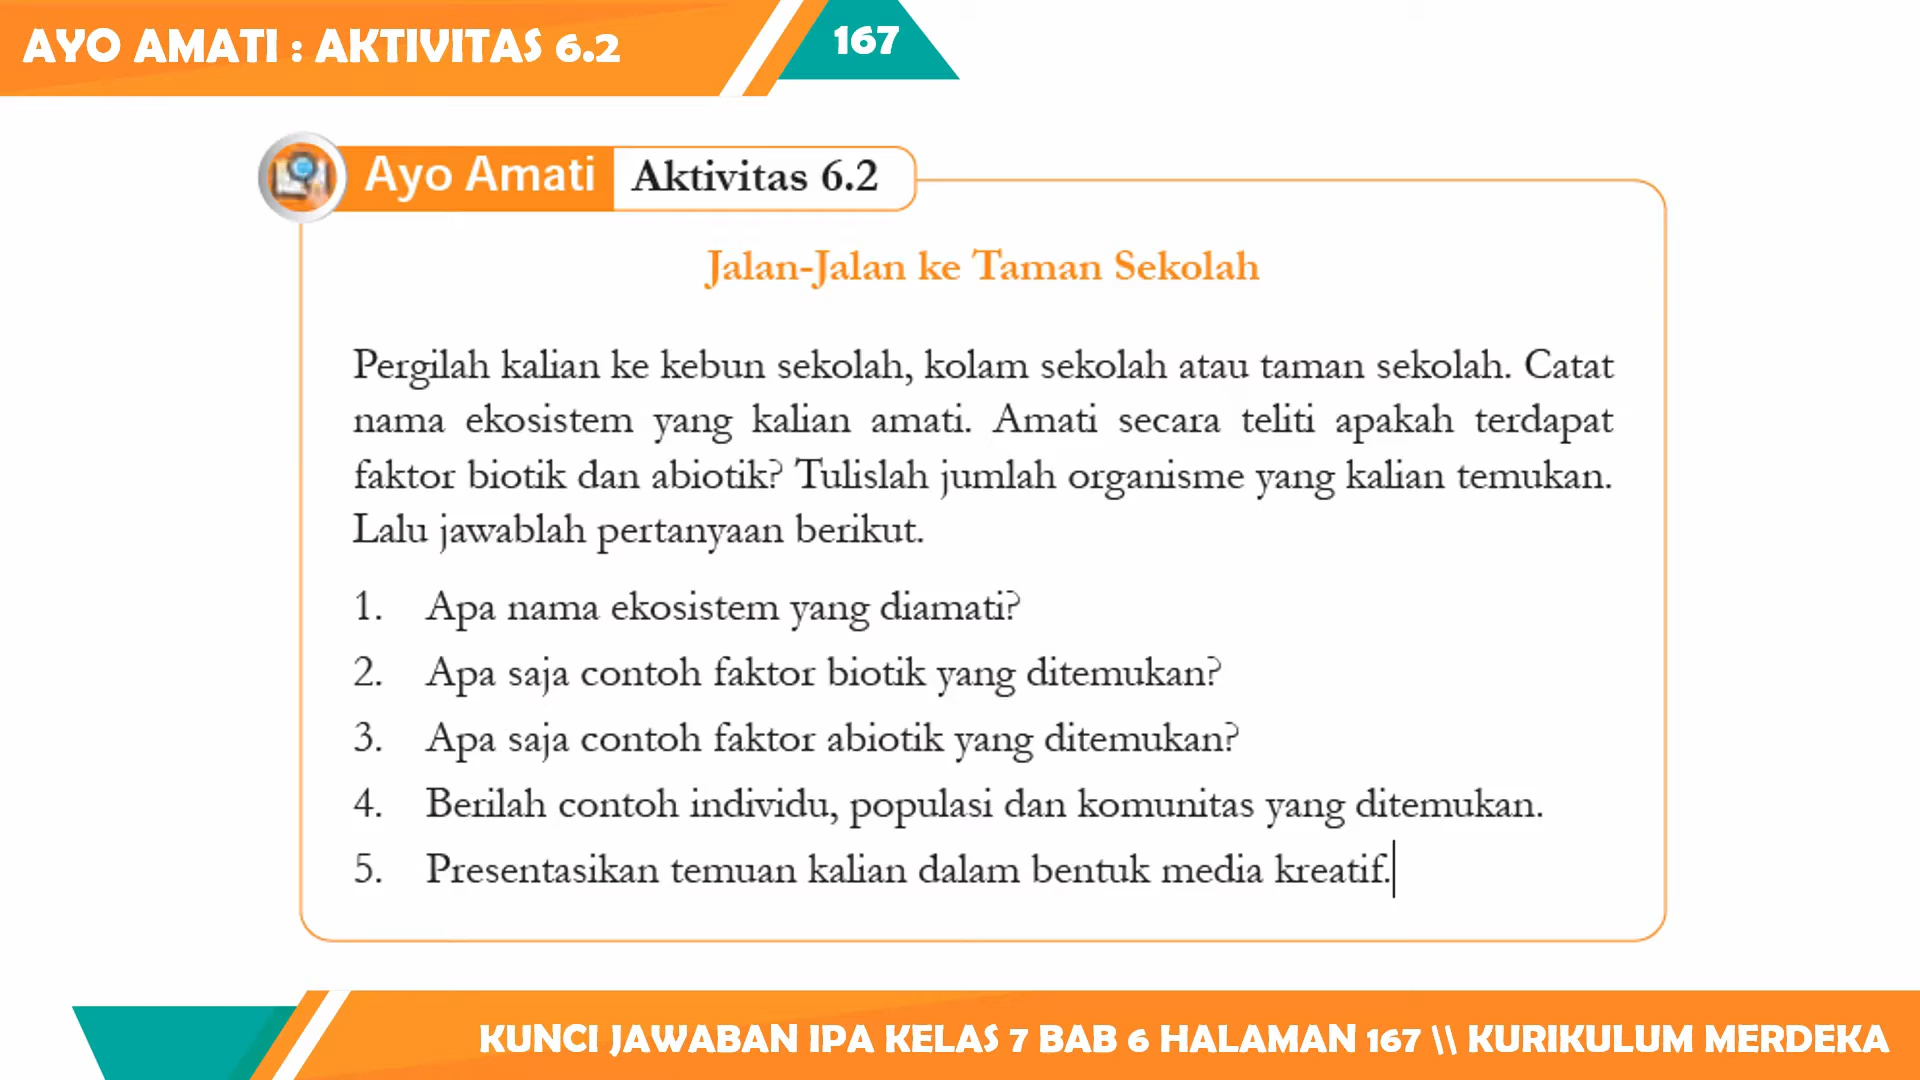 AYO AMATI : AKTIVITAS 6.2
167
Ayo Amati Aktivitas 6.2
Jalan-Jalan ke Taman Sekolah
Pergilah kalian ke kebun sekolah, kolam sekolah atau taman sekolah. Catat
nama ekosistem yang kalian amati. Amati secara teliti apakah terdapat
faktor biotik dan abiotik? Tulislah jumlah organisme yang kalian temukan.
Lalu jawablah pertanyaan berikut.
1. Apa nama ekosistem yang diamati?
2. Apa saja contoh faktor biotik yang ditemukan?
3. Apa saja contoh faktor abiotik yang ditemukan?
4. Berilah contoh individu, populasi dan komunitas yang ditemukan.
5. Presentasikan temuan kalian dalam bentuk media kreatif.
KUNCI JAWABAN IPA KELAS 7 BAB 6 HALAMAN 167 \\ KURIKULUM MERDEKA